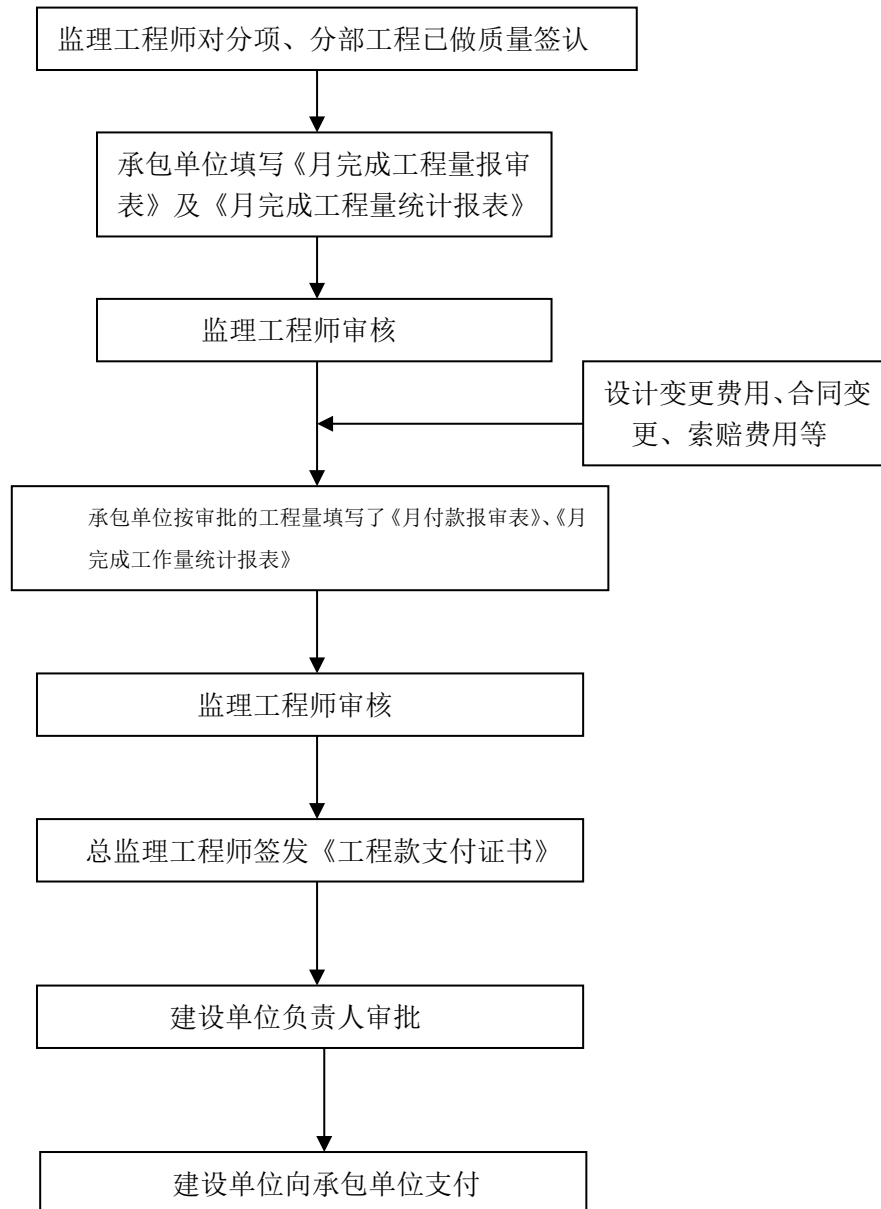 监理工程师对分项、分部工程已做质量签认
承包单位填写《月完成工程量报审
表》及《月完成工程量统计报表》
监理工程师审核
设计变更费用、合同变
更、索赔费用等
承包单位按审批的工程量填写了《月付款报审表》、《月
完成工作量统计报表》
监理工程师审核
总监理工程师签发《工程款支付证书》
建设单位负责人审批
建设单位向承包单位支付